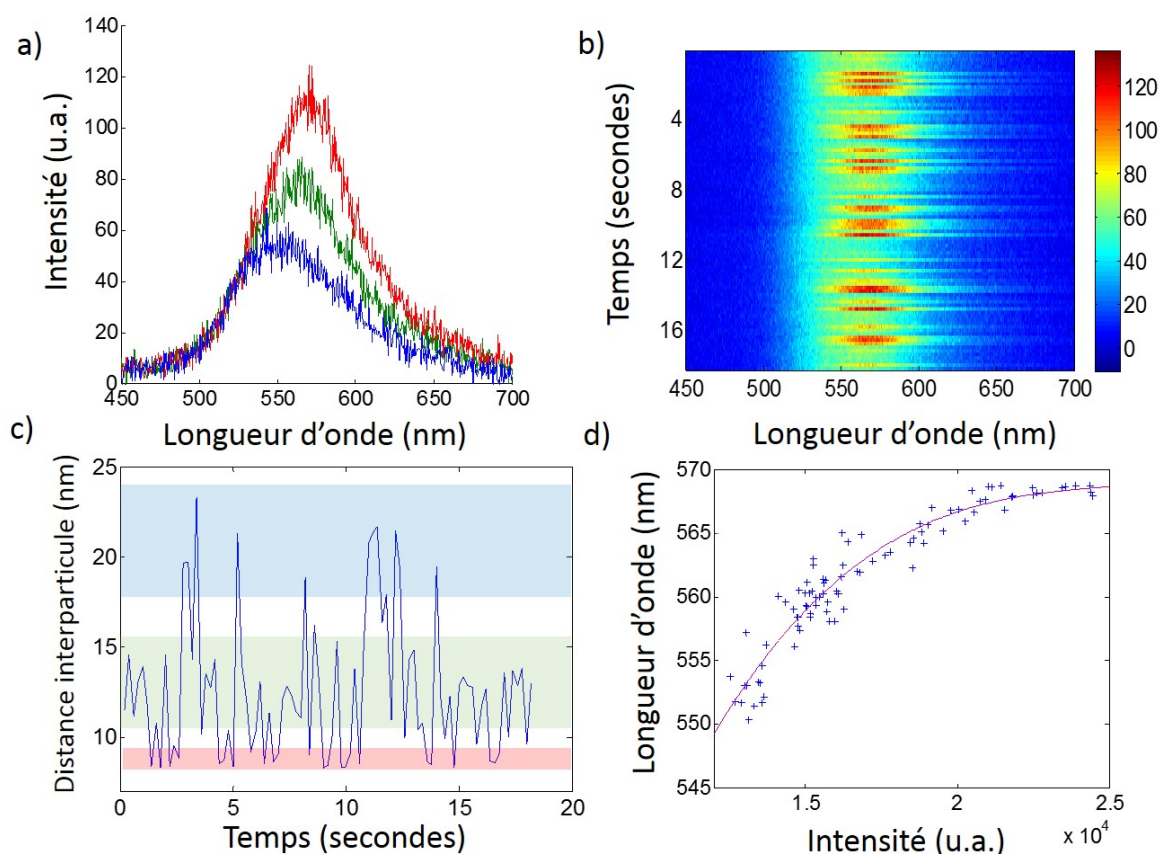 a)
Intensité (u.a.)
140
120
100
80
60
40
20
0
450 500 550 600 650 700
Longueur d'onde (nm)
b)
Temps (secondes)
4
8
12
16
450 500 550 600 650 700
Longueur d'onde (nm)
120
100
80
60
40
20
0
c)
Distance interparticule (nm)
25
20
15
10
0 5 10 15 20
Temps (secondes)
d)
Longueur d'onde (nm)
570
565
560
555
550
545
1.5 2 2.5
Intensité (u.a.) x 10⁴